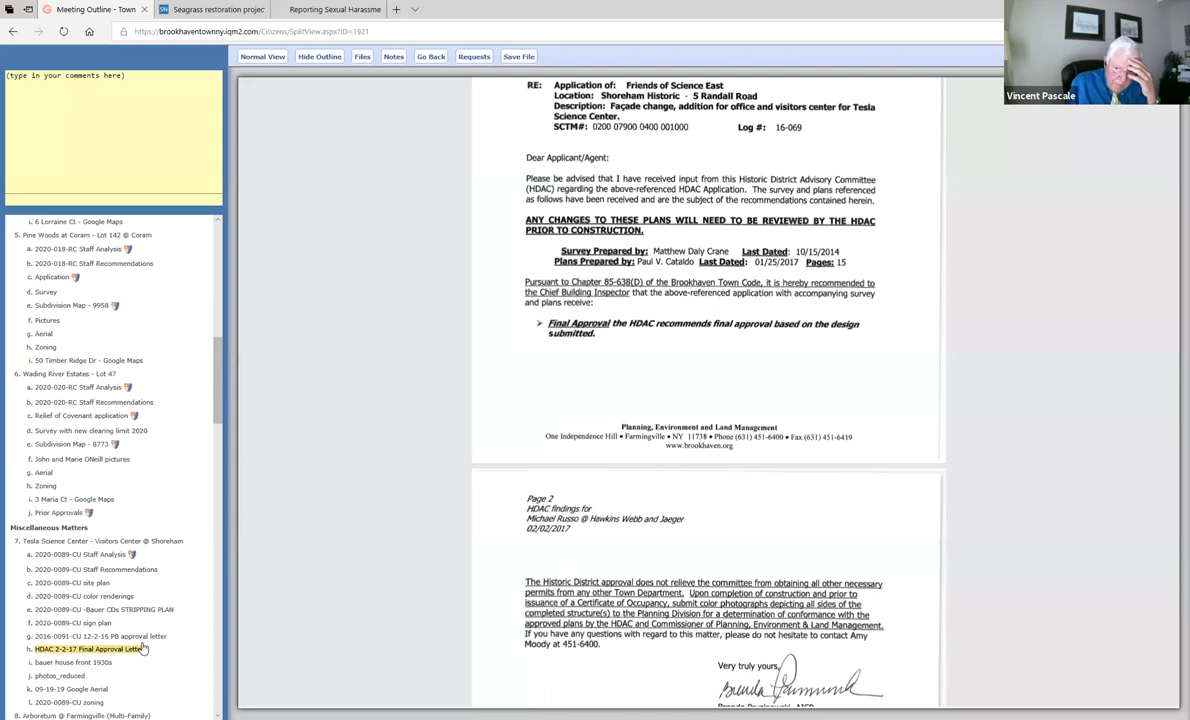 Meeting Outline - Town
Seagrass restoration projec
Reporting Sexual Harassme
https://brookhaventownny.iqm2.com/Citizens/SplitView.aspx?ID=1921
Vincent Pascale
Normal View
Hide Outline
Files
Notes
Go Back
Requests
Save File
(type in your comments here)
i. 6 Lorraine Ct - Google Maps
5. Pine Woods at Coram - Lot 142 @ Coram
a. 2020-018-RC Staff Analysis
b. 2020-018-RC Staff Recommendations
c. Application
d. Survey
e. Subdivision Map - 9958
f. Pictures
g. Aerial
h. Zoning
i. 50 Timber Ridge Dr - Google Maps
6. Wading River Estates - Lot 47
a. 2020-020-RC Staff Analysis
b. 2020-020-RC Staff Recommendations
c. Relief of Covenant application
d. Survey with new clearing limit 2020
e. Subdivision Map - 8773
f. John and Marie ONeill pictures
g. Aerial
h. Zoning
i. 3 Maria Ct - Google Maps
j. Prior Approvals
Miscellaneous Matters
7. Tesla Science Center - Visitors Center @ Shoreham
a. 2020-0089-CU Staff Analysis
b. 2020-0089-CU Staff Recommendations
c. 2020-0089-CU site plan
d. 2020-0089-CU color renderings
e. 2020-0089-CU -Bauer CDs STRIPPING PLAN
f. 2020-0089-CU sign plan
g. 2016-0091-CU 12-2-16 PB approval letter
h. HDAC 2-2-17 Final Approval Lette
i. bauer house front 1930s
j. photos_reduced
k. 09-19-19 Google Aerial
l. 2020-0089-CU zoning
8. Arboretum @ Farmingville (Multi-Family)
RE: Application of: Friends of Science East
Location: Shoreham Historic - 5 Randall Road
Description: Façade change, addition for office and visitors center for Tesla
Science Center.
SCTM#: 0200 07900 0400 001000 Log #: 16-069
Dear Applicant/Agent:
Please be advised that I have received input from this Historic District Advisory Committee
(HDAC) regarding the above-referenced HDAC Application. The survey and plans referenced
as follows have been received and are the subject of the recommendations contained herein.
ANY CHANGES TO THESE PLANS WILL NEED TO BE REVIEWED BY THE HDAC
PRIOR TO CONSTRUCTION.
Survey Prepared by: Matthew Daly Crane Last Dated: 10/15/2014
Plans Prepared by: Paul V. Cataldo Last Dated: 01/25/2017 Pages: 15
Pursuant to Chapter 85-638(D) of the Brookhaven Town Code, it is hereby recommended to
the Chief Building Inspector that the above-referenced application with accompanying survey
and plans receive:
➢ Final Approval the HDAC recommends final approval based on the design
submitted.
Planning, Environment and Land Management
One Independence Hill • Farmingville • NY 11738 • Phone (631) 451-6400 • Fax (631) 451-6419
www.brookhaven.org
Page 2
HDAC findings for
Michael Russo @ Hawkins Webb and Jaeger
02/02/2017
The Historic District approval does not relieve the committee from obtaining all other necessary
permits from any other Town Department. Upon completion of construction and prior to
issuance of a Certificate of Occupancy, submit color photographs depicting all sides of the
completed structure(s) to the Planning Division for a determination of conformance with the
approved plans by the HDAC and Commissioner of Planning, Environment & Land Management.
If you have any questions with regard to this matter, please do not hesitate to contact Amy
Moody at 451-6400.
Very truly yours,